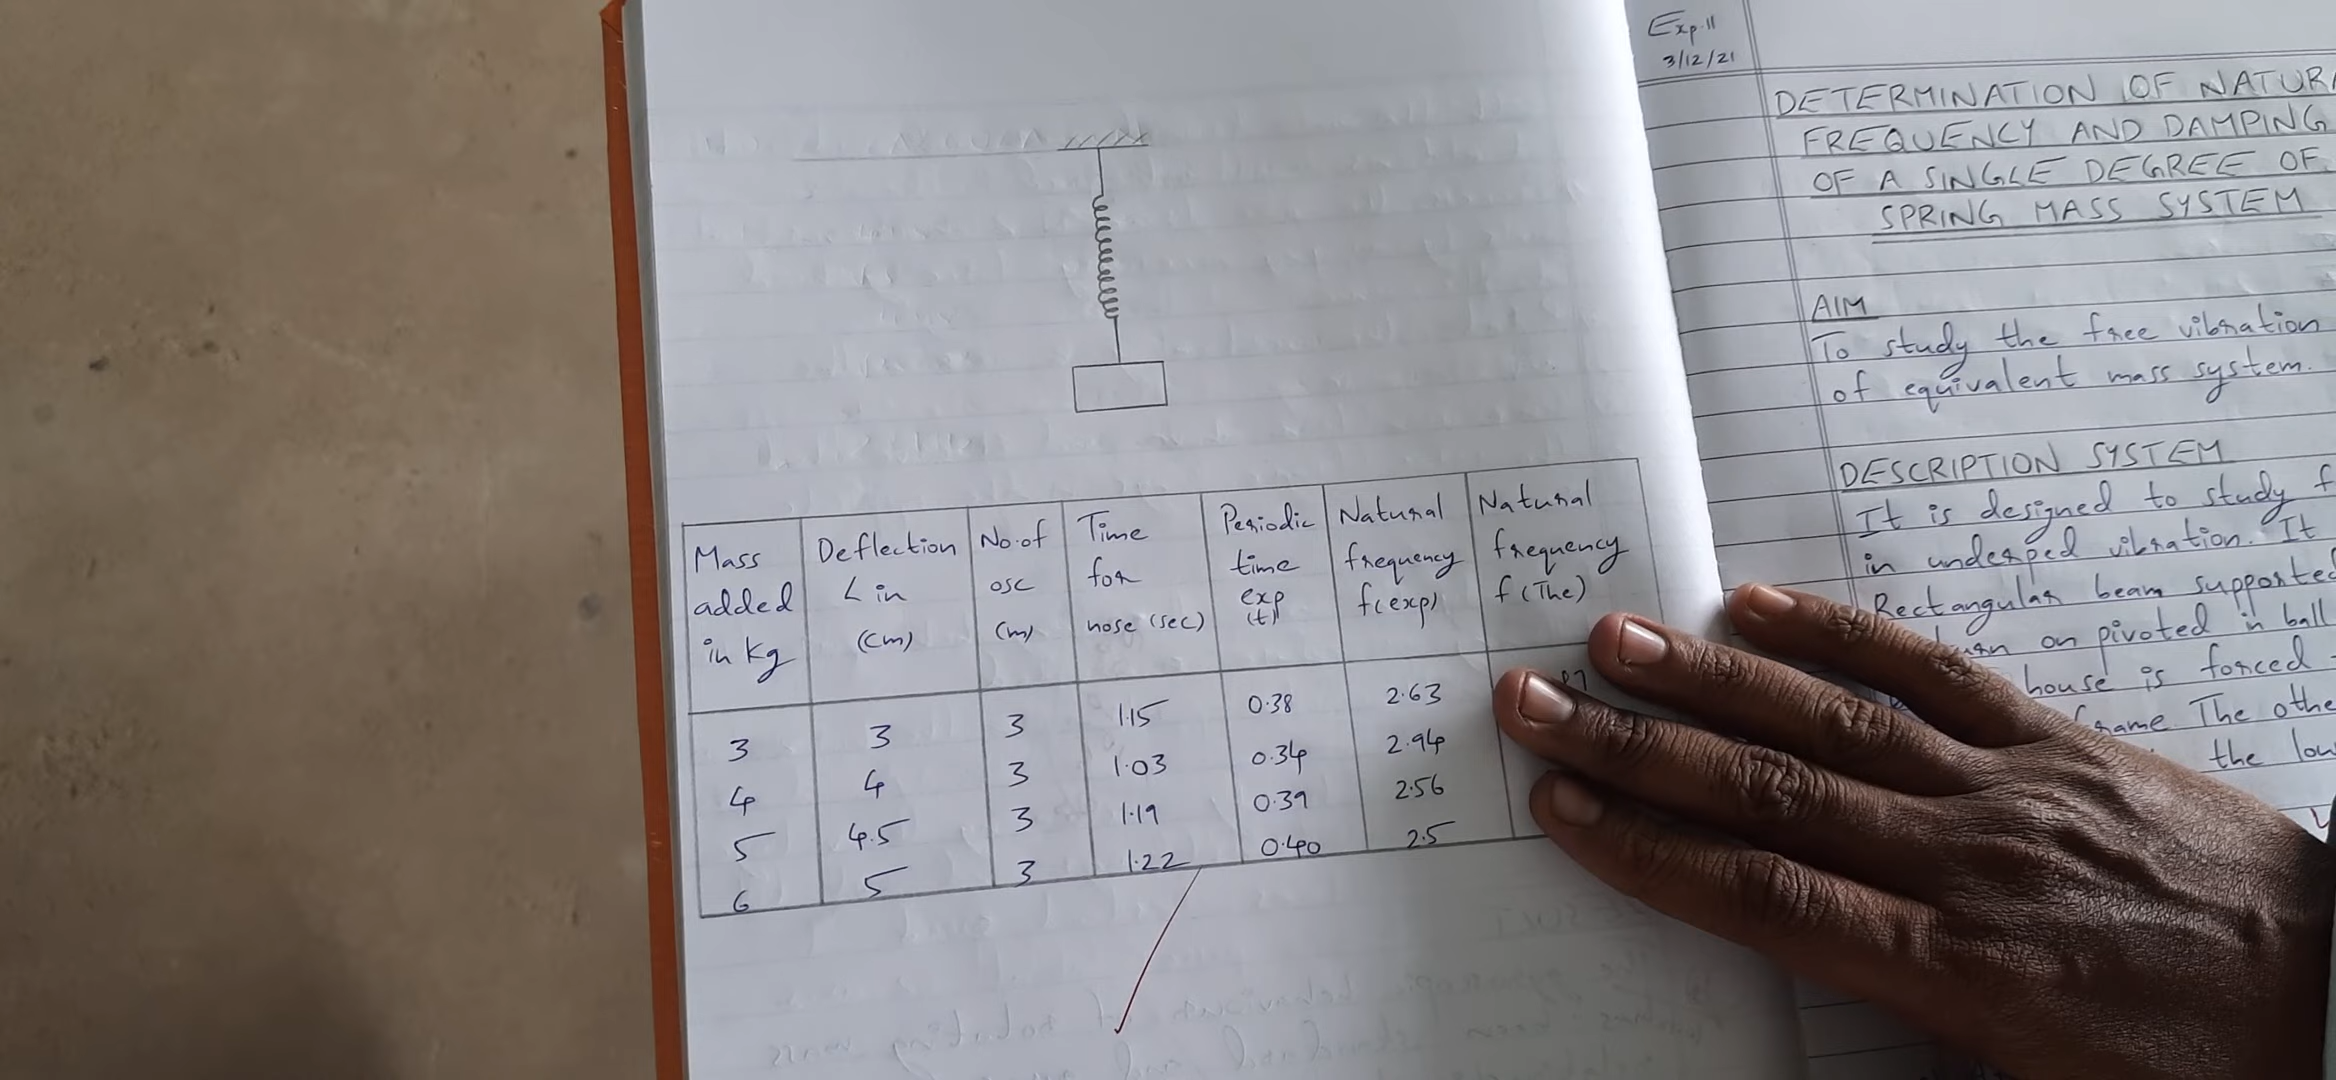 Mass added in kg
Deflection L in (cm)
No.of osc (m)
Time for nose (sec)
Periodic time exp (t)
Natural frequency f(exp)
Natural frequency f(The)
3 3 3 1.15 0.38 2.63
4 4 3 1.03 0.34 2.94
5 4.5 3 1.19 0.39 2.56
6 5 3 1.22 0.40 2.5
Exp.11
3/12/21
DETERMINATION OF
FREQUENCY AND DAMPING
OF A SINGLE DEGREE OF
SPRING MASS SYSTEM
AIM
To study the free vibration
of equivalent mass system.
DESCRIPTION SYSTEM
It is designed to study
in undersped vibration. It
Rectangular beam supported
on pivoted in ball
house is forced
frame. The
the